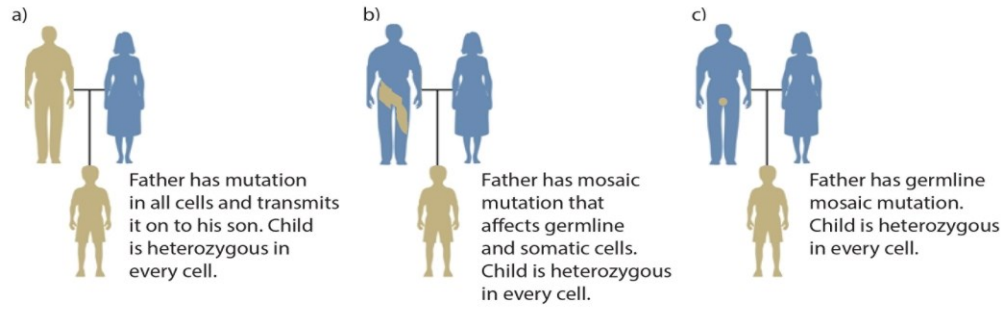 a)
Father has mutation
in all cells and transmits
it on to his son. Child
is heterozygous in
every cell.
b)
Father has mosaic
mutation that
affects germline
and somatic cells.
Child is heterozygous
in every cell.
c)
Father has germline
mosaic mutation.
Child is heterozygous
in every cell.